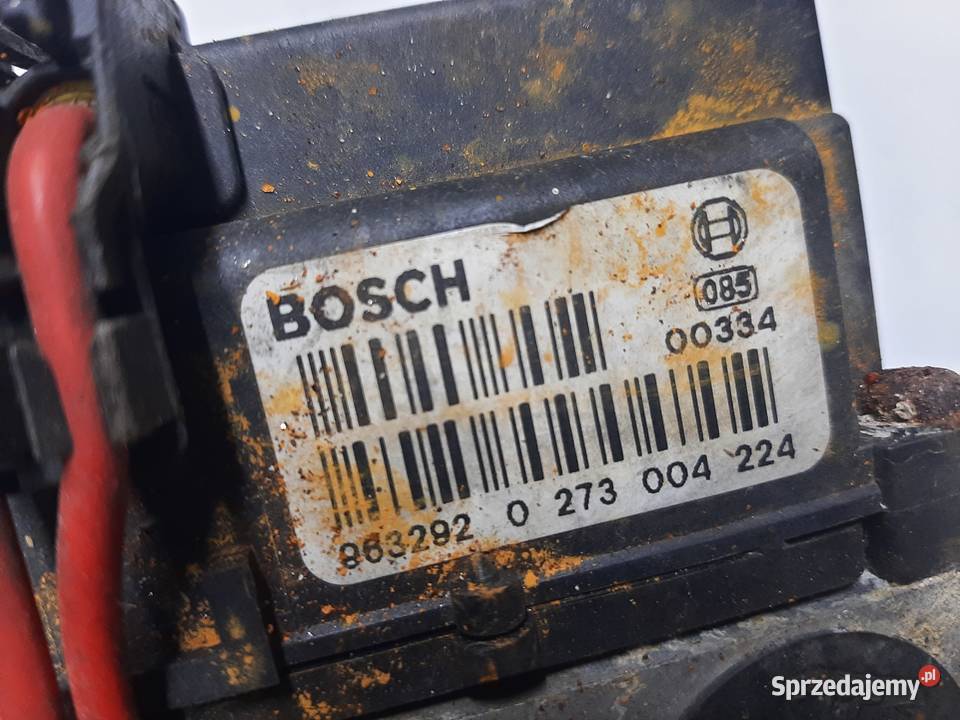 BOSCH
085
00334
863292 0 273 004 224
Sprzedajemy.pl